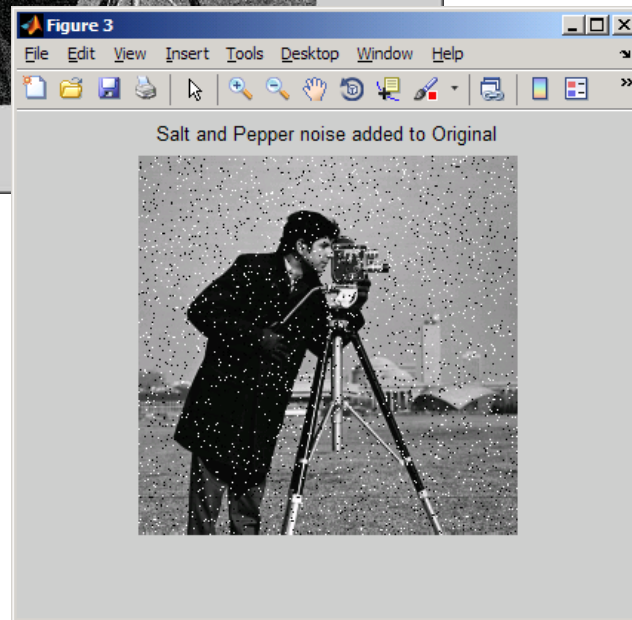 Figure 3
File Edit View Insert Tools Desktop Window Help
Salt and Pepper noise added to Original